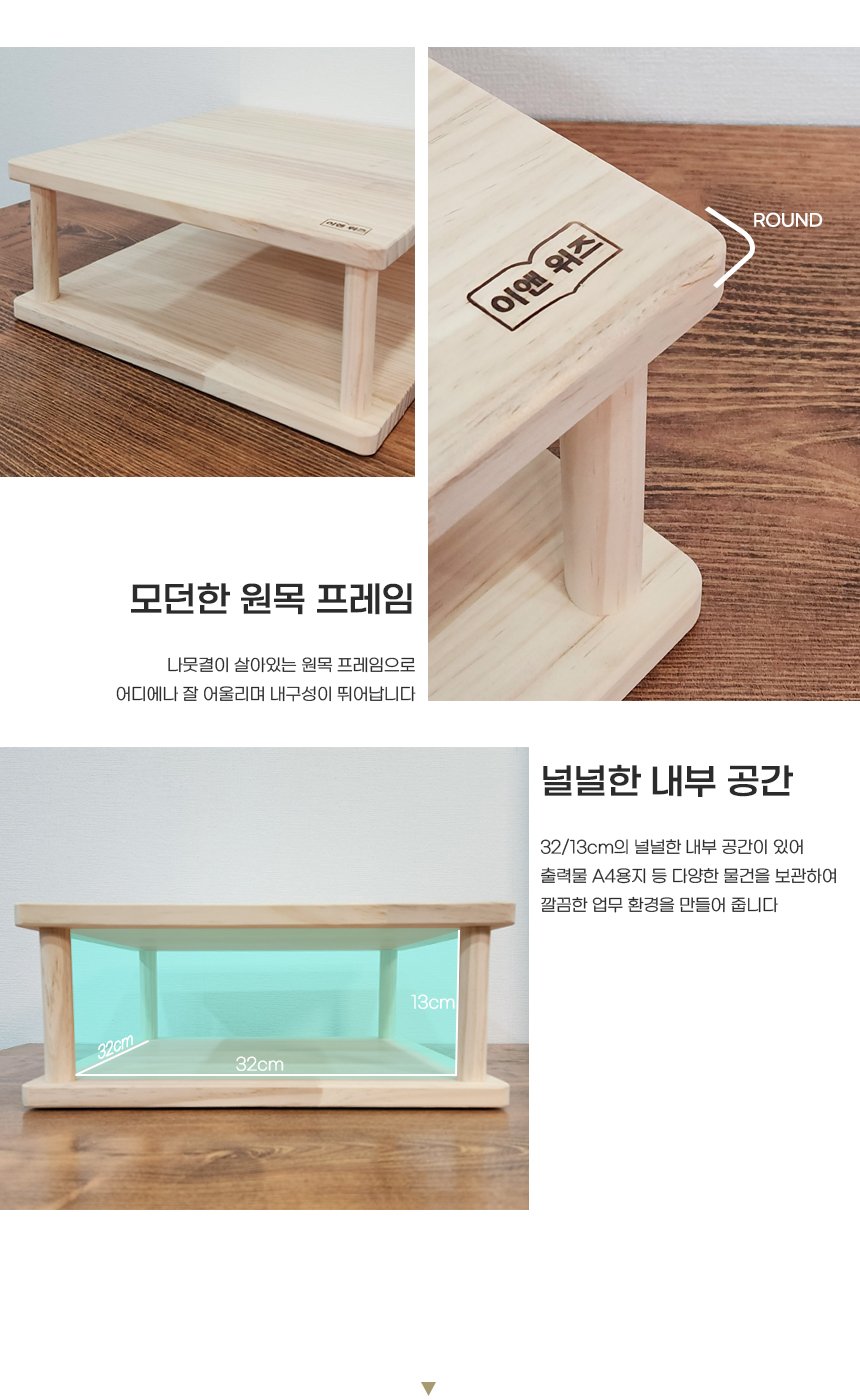 이앤 위즈
이앤 위즈
ROUND
모던한 원목 프레임
나뭇결이 살아있는 원목 프레임으로
어디에나 잘 어울리며 내구성이 뛰어납니다
널널한 내부 공간
32/13cm의 널널한 내부 공간이 있어
출력물 A4용지 등 다양한 물건을 보관하여
깔끔한 업무 환경을 만들어 줍니다
13cm
32cm
32cm